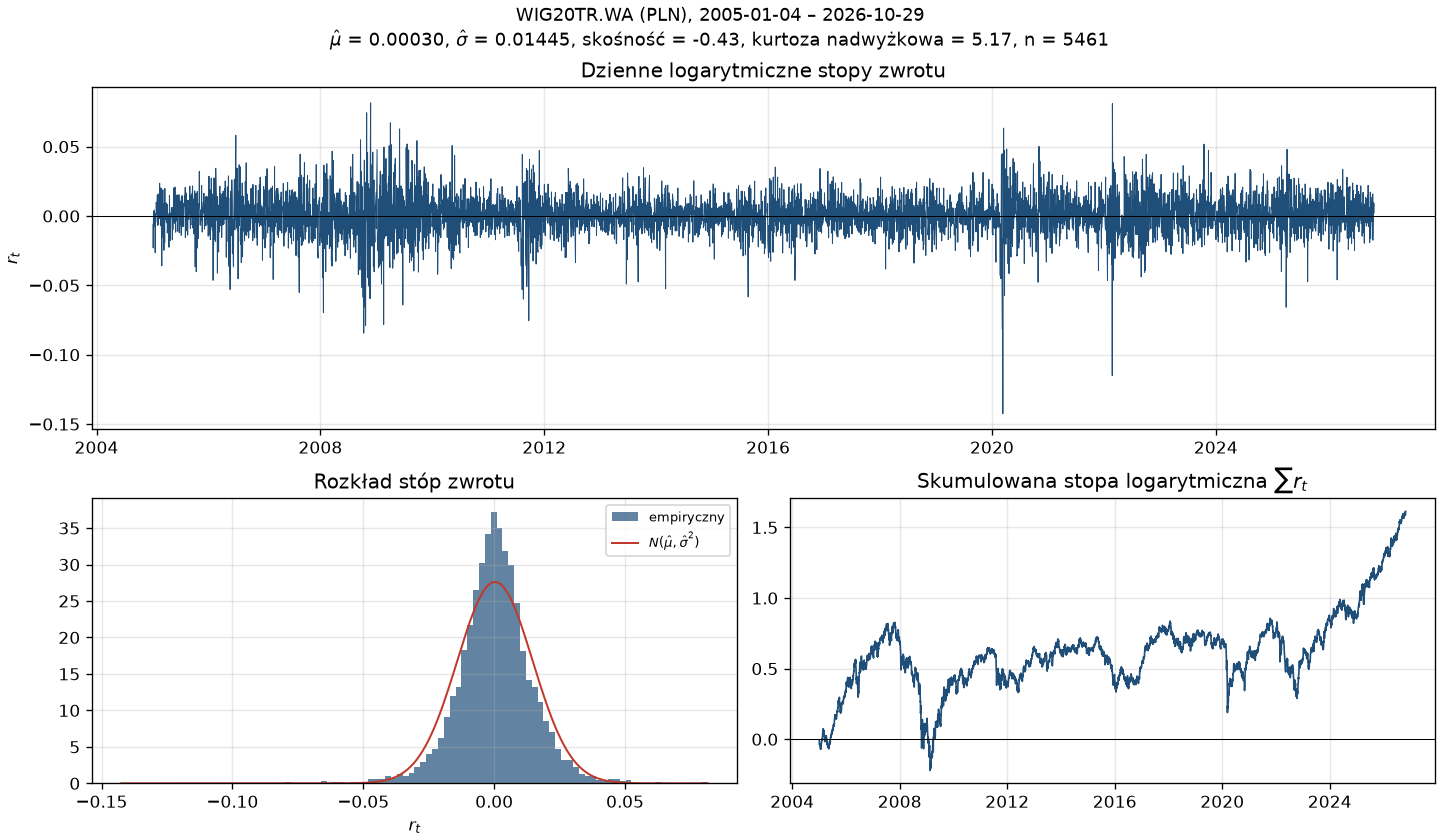 WIG20TR.WA (PLN), 2005-01-04 – 2026-10-29
μ̂ = 0.00030, σ̂ = 0.01445, skośność = -0.43, kurtoza nadwyżkowa = 5.17, n = 5461
Dzienne logarytmiczne stopy zwrotu
r_t
0.05
0.00
−0.05
−0.10
−0.15
2004 2008 2012 2016 2020 2024
Rozkład stóp zwrotu
empiryczny
N(μ̂, σ̂²)
35
30
25
20
15
10
5
0
−0.15 −0.10 −0.05 0.00 0.05
r_t
Skumulowana stopa logarytmiczna ∑r_t
1.5
1.0
0.5
0.0
2004 2008 2012 2016 2020 2024